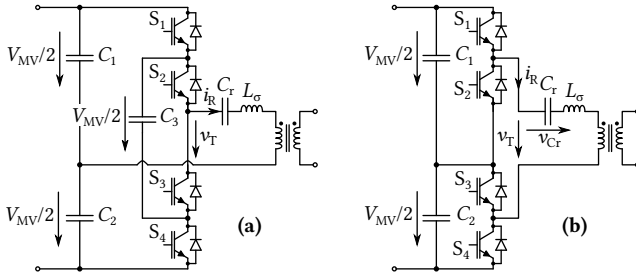 S1
VMV/2
C1
S2
iR
Cr
Lσ
VMV/2
C3
vT
S3
VMV/2
C2
S4
(a)
S1
VMV/2
C1
iR
S2
Cr
Lσ
vT
vCr
S3
VMV/2
C2
S4
(b)